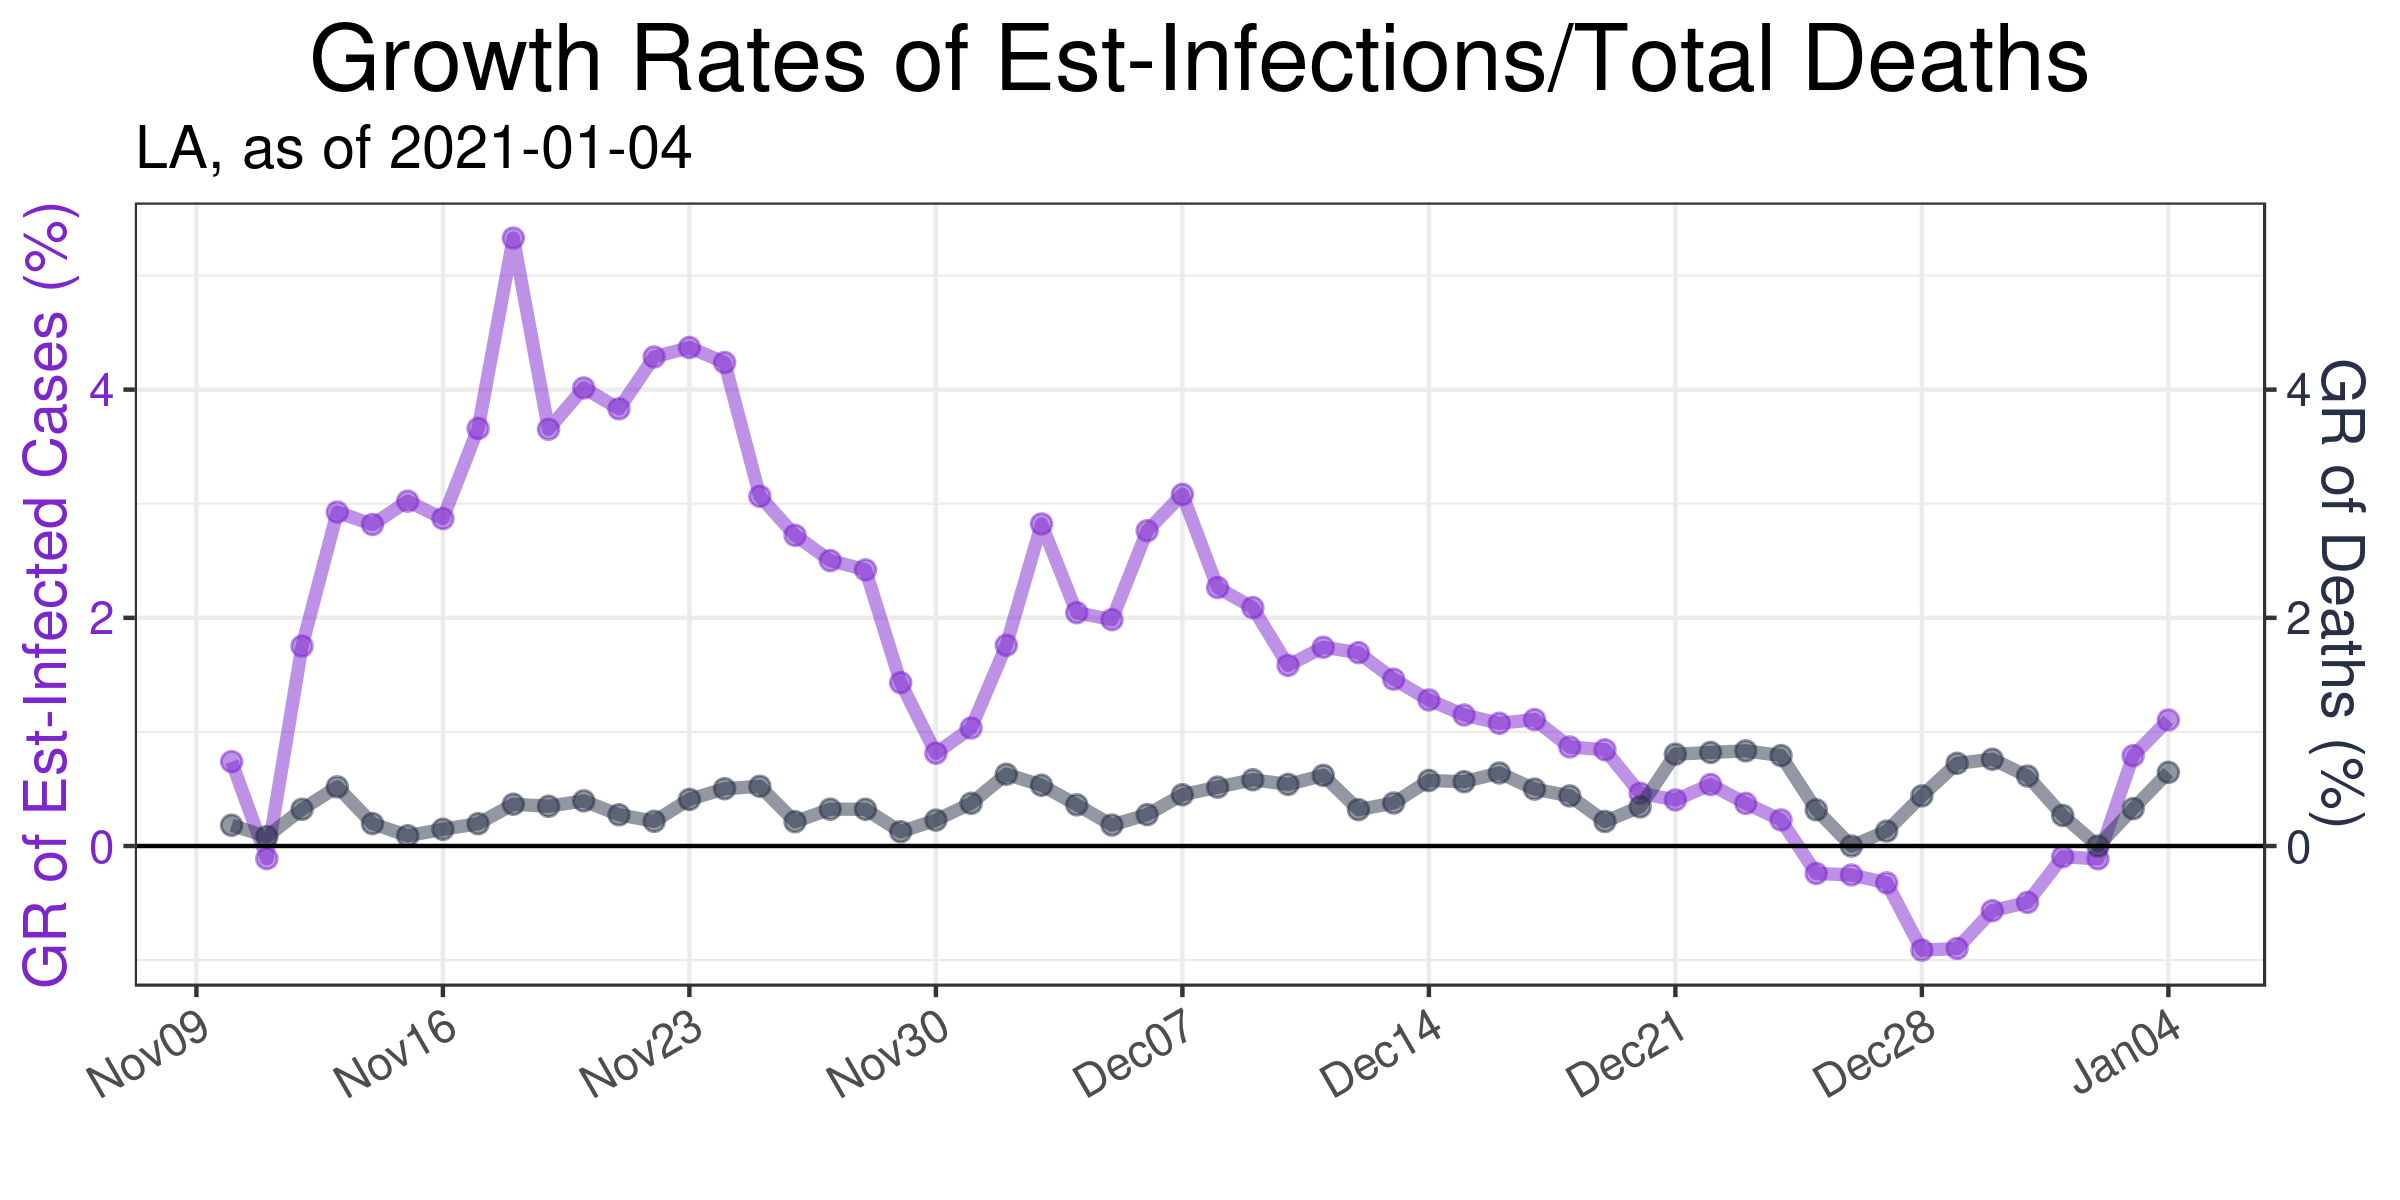 Growth Rates of Est-Infections/Total Deaths
LA, as of 2021-01-04
GR of Est-Infected Cases (%)
4
2
0
4
2
0
GR of Deaths (%)
Nov09
Nov16
Nov23
Nov30
Dec07
Dec14
Dec21
Dec28
Jan04